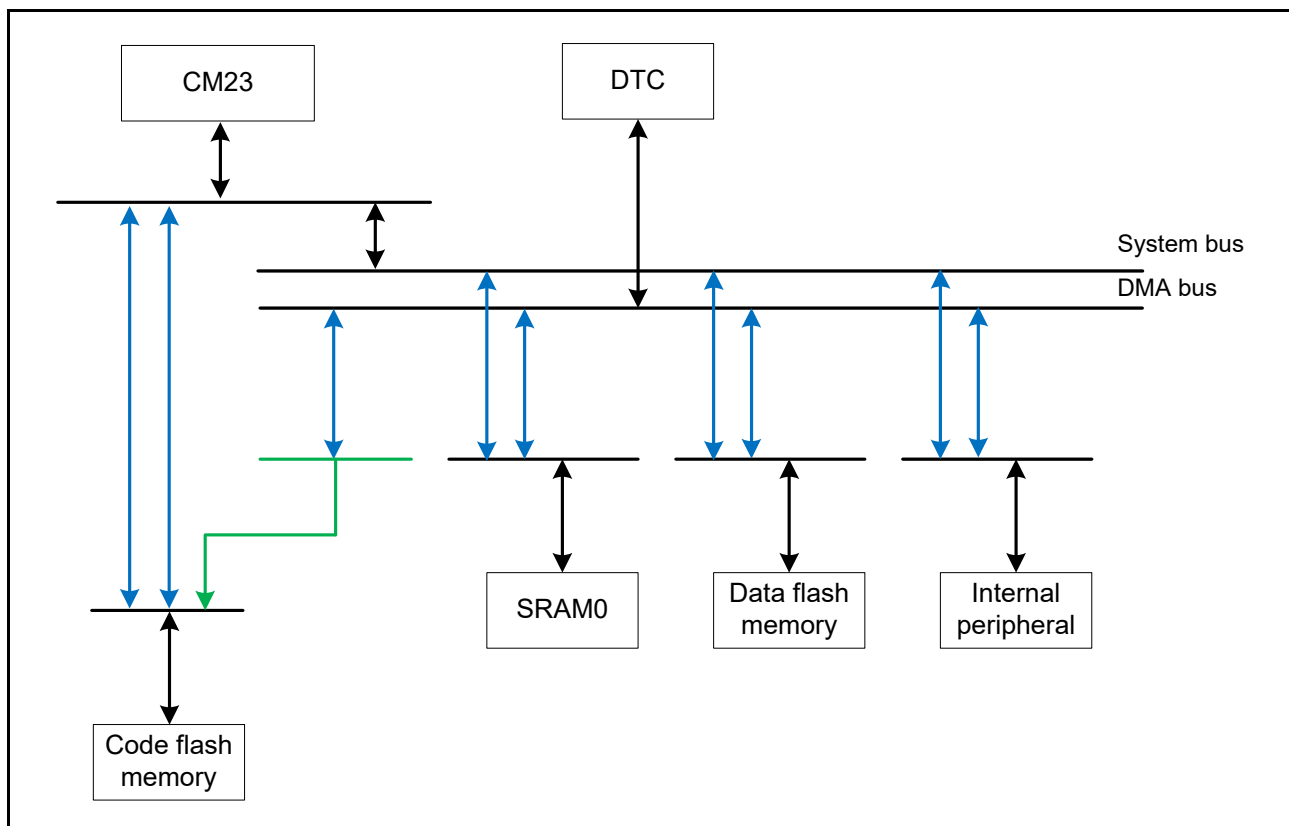 CM23
DTC
System bus
DMA bus
SRAM0
Data flash
memory
Internal
peripheral
Code flash
memory